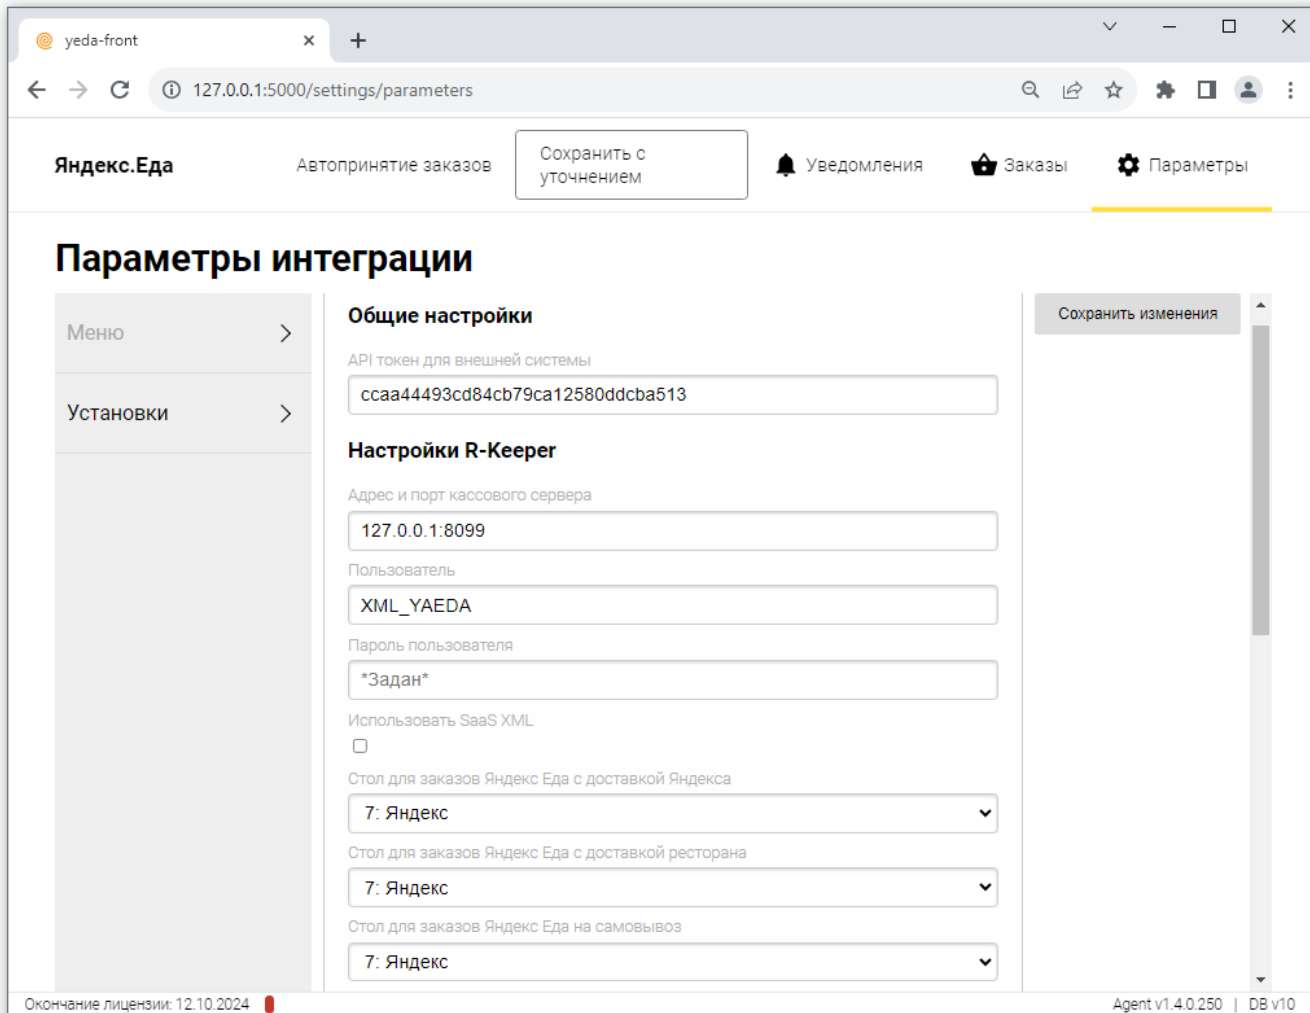 yeda-front
127.0.0.1:5000/settings/parameters
Яндекс.Еда
Автопринятие заказов
Сохранить с
уточнением
Уведомления
Заказы
Параметры
Параметры интеграции
Меню
Установки
Общие настройки
API токен для внешней системы
ccaa44493cd84cb79ca12580ddcba513
Настройки R-Keeper
Адрес и порт кассового сервера
127.0.0.1:8099
Пользователь
XML_YAEDA
Пароль пользователя
*Задан*
Использовать SaaS XML
Стол для заказов Яндекс Еда с доставкой Яндекса
7: Яндекс
Стол для заказов Яндекс Еда с доставкой ресторана
7: Яндекс
Стол для заказов Яндекс Еда на самовывоз
7: Яндекс
Сохранить изменения
Окончание лицензии: 12.10.2024
Agent v1.4.0.250 | DB v10